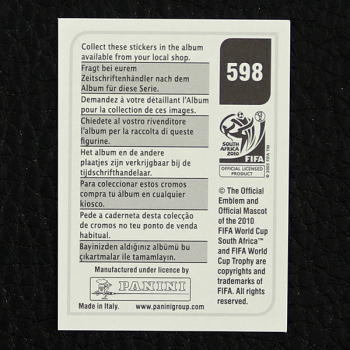 Collect these stickers in the album
available from your local shop.
Fragt bei eurem
Zeitschriftenhändler nach dem
Album für diese Serie.
Demandez à votre détaillant l'Album
pour la collection de ces images.
Chiedete al vostro rivenditore
l'album per la raccolta di queste
figurine.
Het album en de andere
plaatjes zijn verkrijgbaar bij de
tijdschrifthandelaar.
Para coleccionar estos cromos
compra tu álbum en cualquier
kiosco.
Pede a caderneta desta colecção
de cromos no teu ponto de venda
habitual.
Bayinizden aldığınız albümü bu
çıkartmalar ile tamamlayın.
Manufactured under licence by
PANINI
Made in Italy.
www.paninigroup.com
598
SOUTH AFRICA
2010
FIFA
OFFICIAL LICENSED
PRODUCT
© 2005 FIFA TM
© The Official
Emblem and
Official Mascot
of the 2010
FIFA World Cup
South Africa™
and FIFA World
Cup Trophy are
copyrights and
trademarks of
FIFA. All rights
reserved.